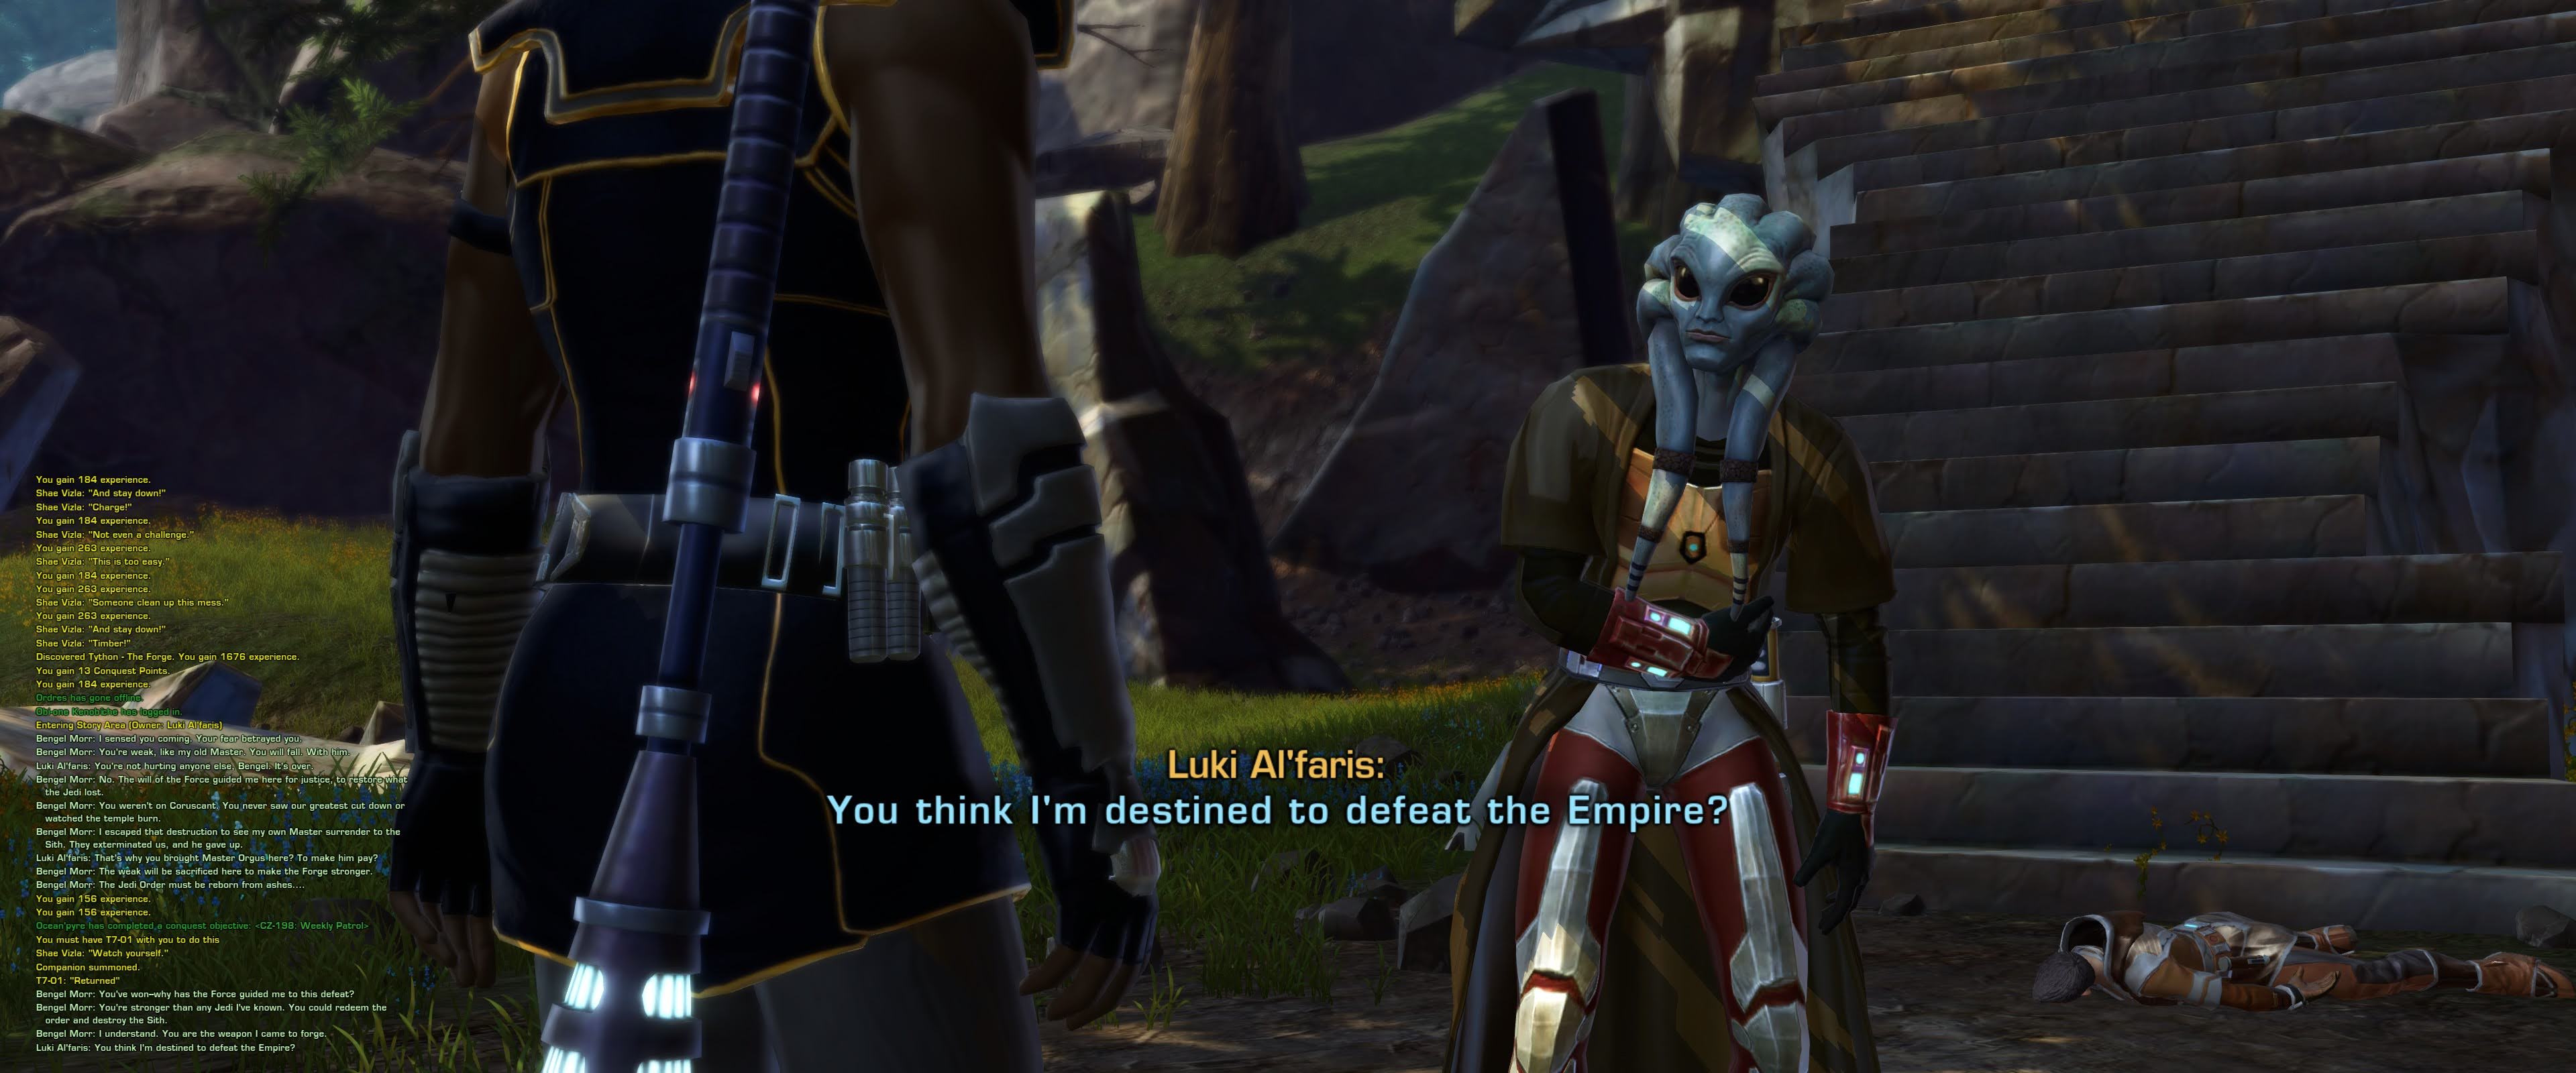 You gain 184 experience.
Shae Vizla: "And stay down!"
Shae Vizla: "Charge!"
You gain 184 experience.
Shae Vizla: "Not even a challenge."
You gain 263 experience.
Shae Vizla: "This is too easy."
You gain 184 experience.
You gain 263 experience.
Shae Vizla: "Someone clean up this mess."
You gain 263 experience.
Shae Vizla: "And stay down!"
Shae Vizla: "Timber!"
Discovered Tython - The Forge. You gain 1676 experience.
You gain 13 Conquest Points.
You gain 184 experience.
Ordres has gone offline.
has logged in.
Entering Story Area (Owner: Luki Al'faris)
Bengel Morr: I sensed you coming. Your fear betrayed you.
Bengel Morr: You're weak, like my old Master. You will fall. With him.
Luki Al'faris: You're not hurting anyone else, Bengel. It's over.
Bengel Morr: No. The will of the Force guided me here for justice, to restore what
the Jedi lost.
Bengel Morr: You weren't on Coruscant. You never saw our greatest cut down or
watched the temple burn.
Bengel Morr: I escaped that destruction to see my own Master surrender to the
Sith. They exterminated us, and he gave up.
Luki Al'faris: That's why you brought Master Orgus here? To make him pay?
Bengel Morr: The weak will be sacrificed here to make the Forge stronger.
Bengel Morr: The Jedi Order must be reborn from ashes....
You gain 156 experience.
You gain 156 experience.
Ocean'pyre has completed a conquest objective: <CZ-198: Weekly Patrol>
You must have T7-01 with you to do this
Shae Vizla: "Watch yourself."
Companion summoned.
T7-01: "Returned"
Bengel Morr: You've won—why has the Force guided me to this defeat?
Bengel Morr: You're stronger than any Jedi I've known. You could redeem the
order and destroy the Sith.
Bengel Morr: I understand. You are the weapon I came to forge.
Luki Al'faris: You think I'm destined to defeat the Empire?
Luki Al'faris:
You think I'm destined to defeat the Empire?